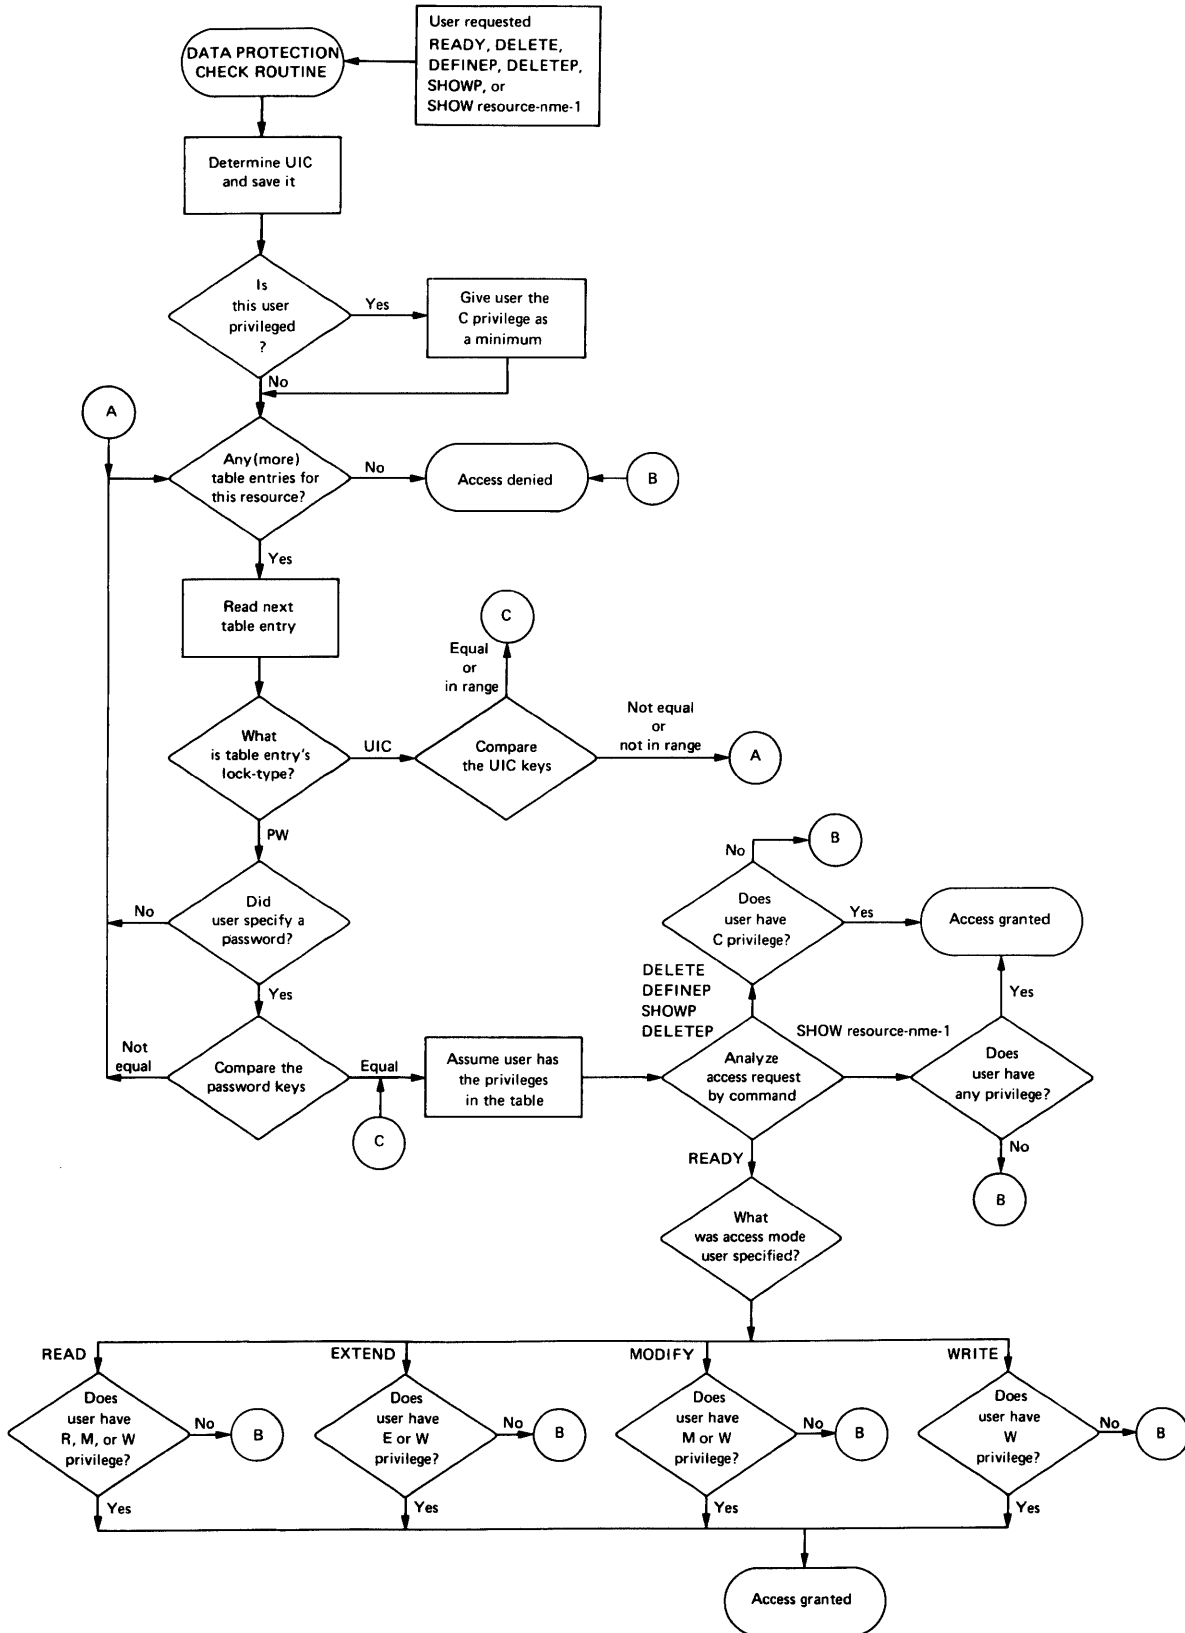 User requested
READY, DELETE,
DEFINEP, DELETEP,
SHOWP, or
SHOW resource-nme-1
DATA PROTECTION
CHECK ROUTINE
Determine UIC
and save it
Is
this user
privileged
?
Yes
Give user the
C privilege as
a minimum
No
A
Any(more)
table entries for
this resource?
No
Access denied
B
Yes
Read next
table entry
C
Equal
or
in range
What
is table entry's
lock-type?
UIC
Compare
the UIC keys
Not equal
or
not in range
A
PW
Did
user specify a
password?
No
Yes
No
B
Does
user have
C privilege?
Yes
Access granted
DELETE
DEFINEP
SHOWP
DELETEP
Yes
Not
equal
Compare the
password keys
Equal
C
Assume user has
the privileges
in the table
Analyze
access request
by command
SHOW resource-nme-1
Does
user have
any privilege?
No
B
READY
What
was access mode
user specified?
READ
Does
user have
R, M, or W
privilege?
No
B
Yes
EXTEND
Does
user have
E or W
privilege?
No
B
Yes
MODIFY
Does
user have
M or W
privilege?
No
B
Yes
WRITE
Does
user have
W
privilege?
No
B
Yes
Access granted